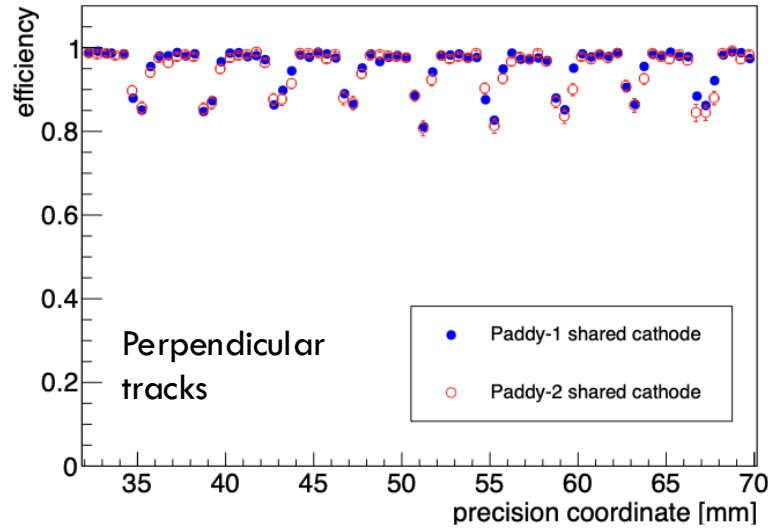 efficiency
1
0.8
0.6
0.4
0.2
0
Perpendicular
tracks
Paddy-1 shared cathode
Paddy-2 shared cathode
35 40 45 50 55 60 65 70
precision coordinate [mm]